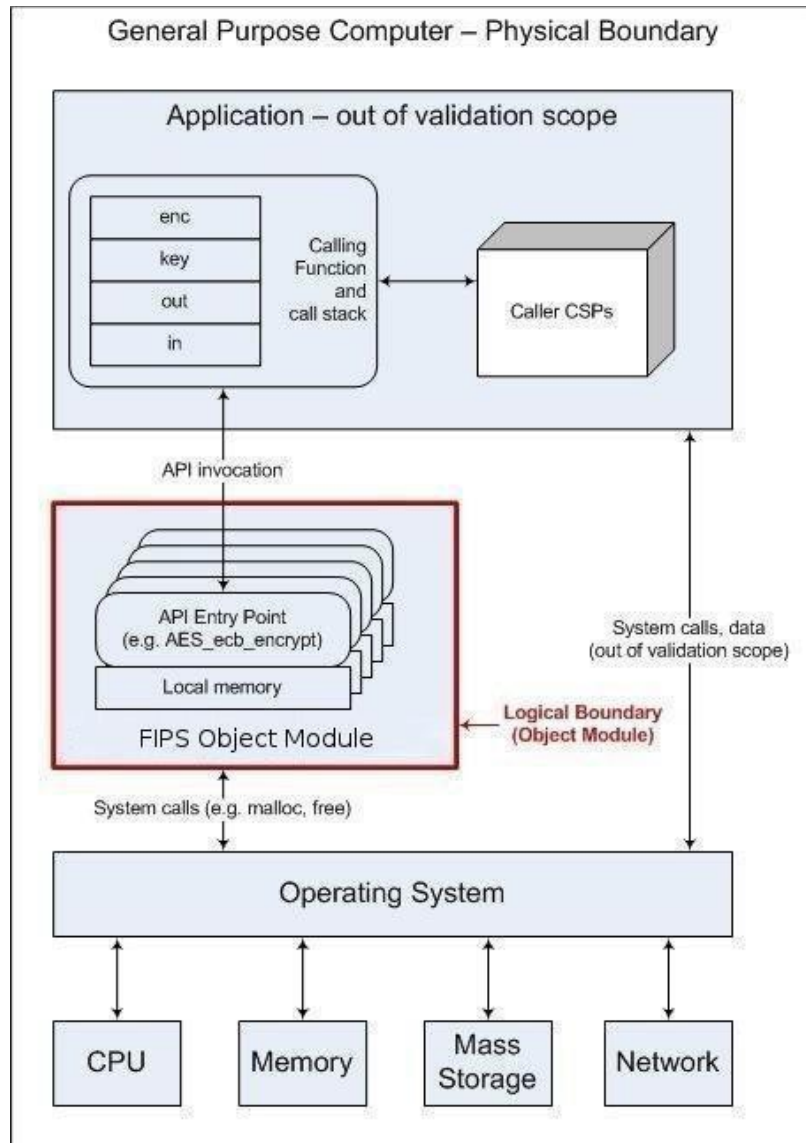 General Purpose Computer – Physical Boundary
Application – out of validation scope
enc
key
out
in
Calling
Function
and
call stack
Caller CSPs
API invocation
API Entry Point
(e.g. AES_ecb_encrypt)
Local memory
FIPS Object Module
System calls, data
(out of validation scope)
Logical Boundary
(Object Module)
System calls (e.g. malloc, free)
Operating System
CPU
Memory
Mass
Storage
Network